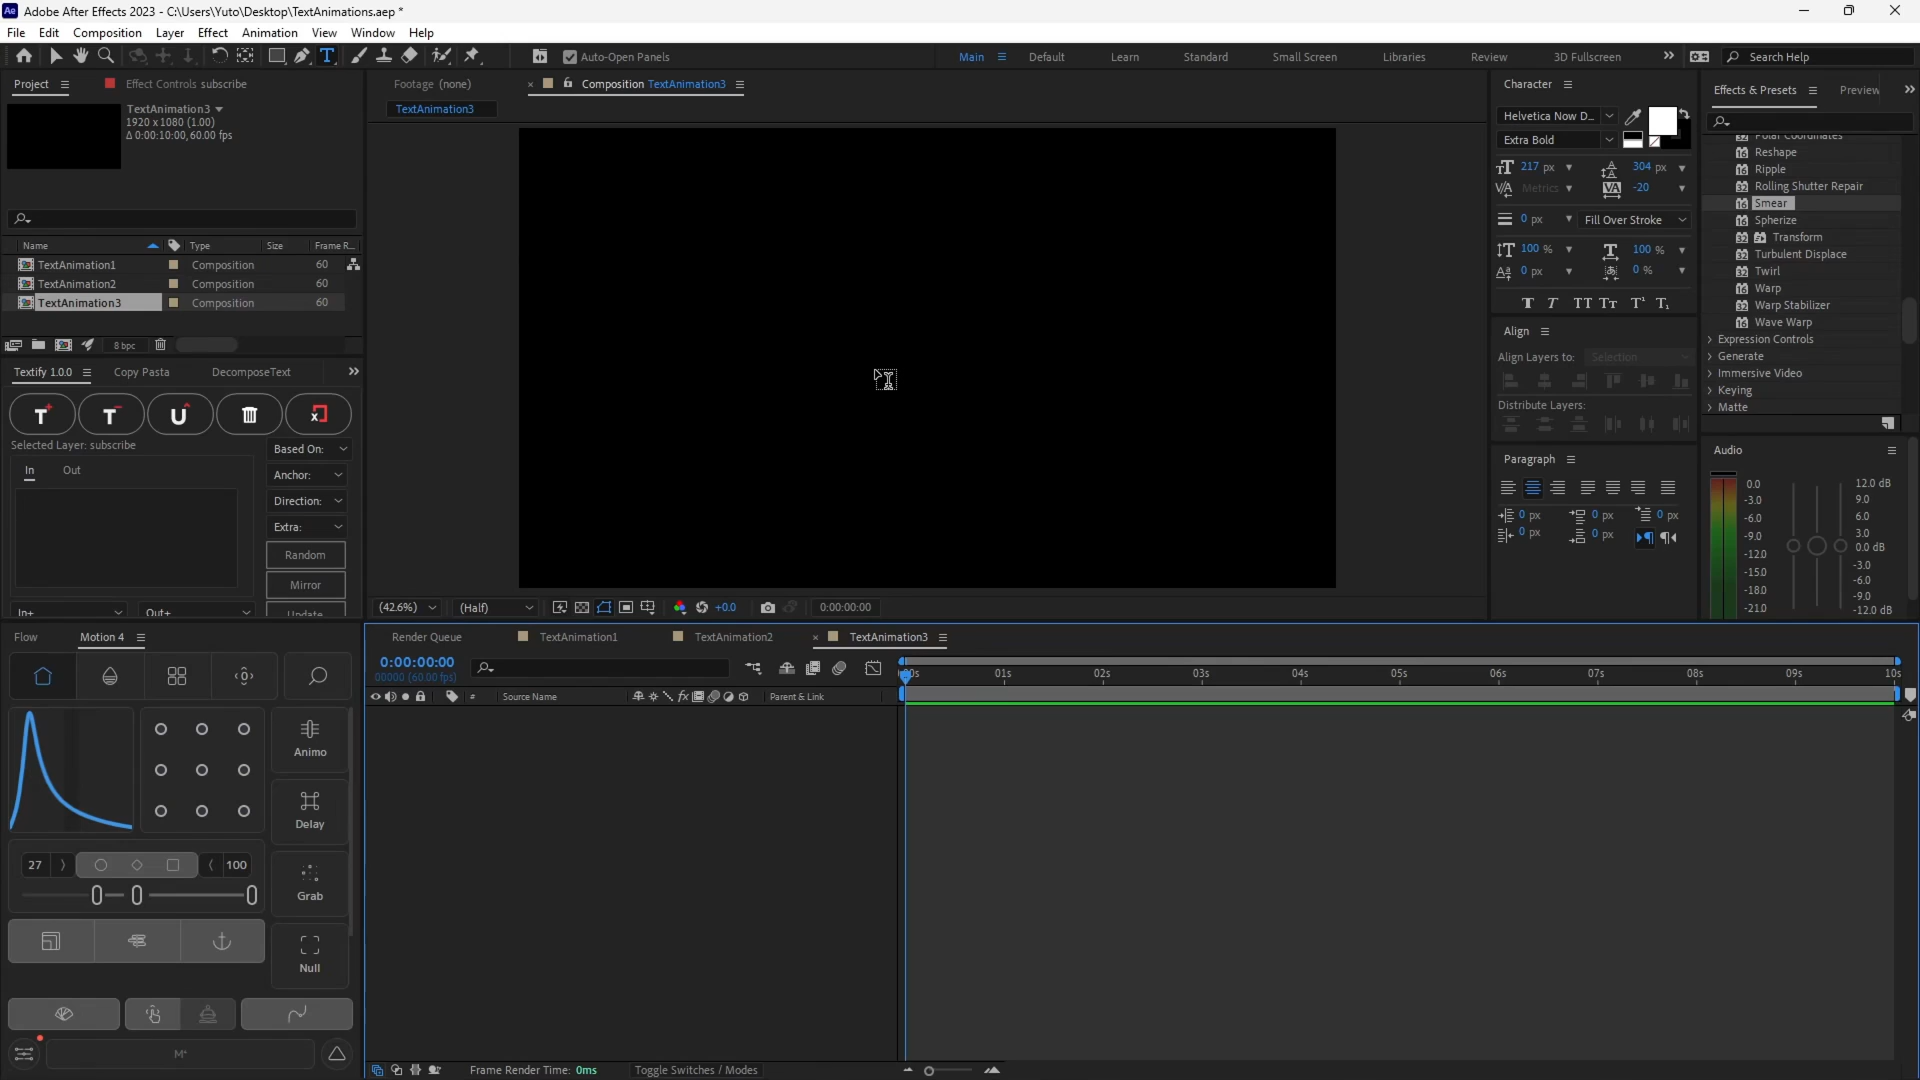 Adobe After Effects 2023 - C:\Users\Yuto\Desktop\TextAnimations.aep *
File Edit Composition Layer Effect Animation View Window Help
Auto-Open Panels
Main Default Learn Standard Small Screen Libraries Review 3D Fullscreen Search Help
Project Effect Controls subscribe
TextAnimation3
1920 x 1080 (1.00)
Δ 0:00:10:00, 60.00 fps
Name Type Size Frame R...
TextAnimation1 Composition 60
TextAnimation2 Composition 60
TextAnimation3 Composition 60
8 bpc
Textify 1.0.0 Copy Pasta DecomposeText
Selected Layer: subscribe
Based On:
In Out
Anchor:
Direction:
Extra:
Random
Mirror
Update
In+ Out+
Flow Motion 4
Animo
Delay
27 100
Grab
Null
M⁺
Footage (none) Composition TextAnimation3
TextAnimation3
(42.6%) (Half) +0.0 0:00:00:00
Character
Helvetica Now D...
Extra Bold
217 px 304 px
Metrics -20
0 px Fill Over Stroke
100 % 100 %
0 px 0 %
T T TT Tт T¹ T₁
Align
Align Layers to: Selection
Distribute Layers:
Paragraph
0 px 0 px 0 px
0 px 0 px
Effects & Presets Preview
Polar Coordinates
Reshape
Ripple
Rolling Shutter Repair
Smear
Spherize
Transform
Turbulent Displace
Twirl
Warp
Warp Stabilizer
Wave Warp
Expression Controls
Generate
Immersive Video
Keying
Matte
Audio
0.0 12.0 dB
-3.0 9.0
-6.0 6.0
-9.0 3.0
-12.0 0.0 dB
-15.0 -3.0
-18.0 -6.0
-21.0 -9.0
-12.0 dB
Render Queue TextAnimation1 TextAnimation2 TextAnimation3
0:00:00:00
00000 (60.00 fps)
# Source Name fx Parent & Link
00s 01s 02s 03s 04s 05s 06s 07s 08s 09s 10s
Frame Render Time: 0ms Toggle Switches / Modes